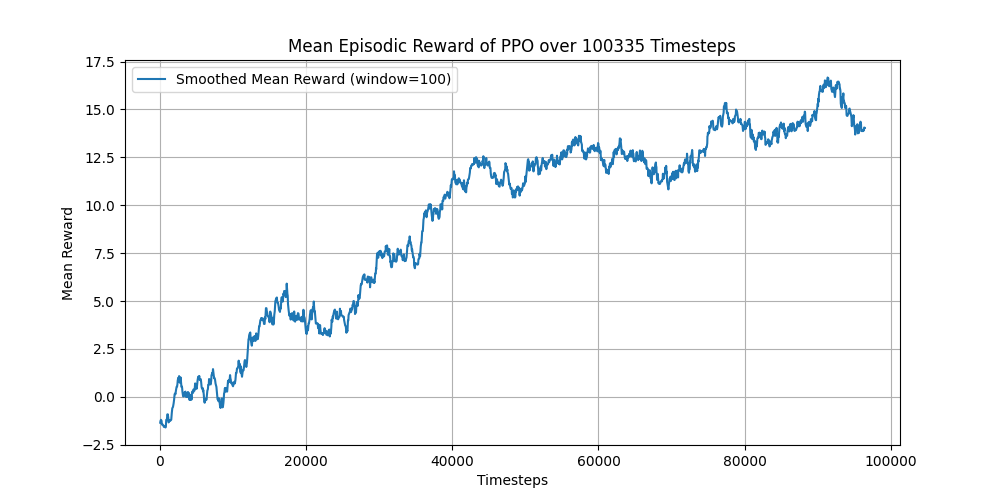 Mean Episodic Reward of PPO over 100335 Timesteps
17.5
Smoothed Mean Reward (window=100)
15.0
12.5
10.0
7.5
5.0
2.5
0.0
−2.5
Mean Reward
0 20000 40000 60000 80000 100000
Timesteps